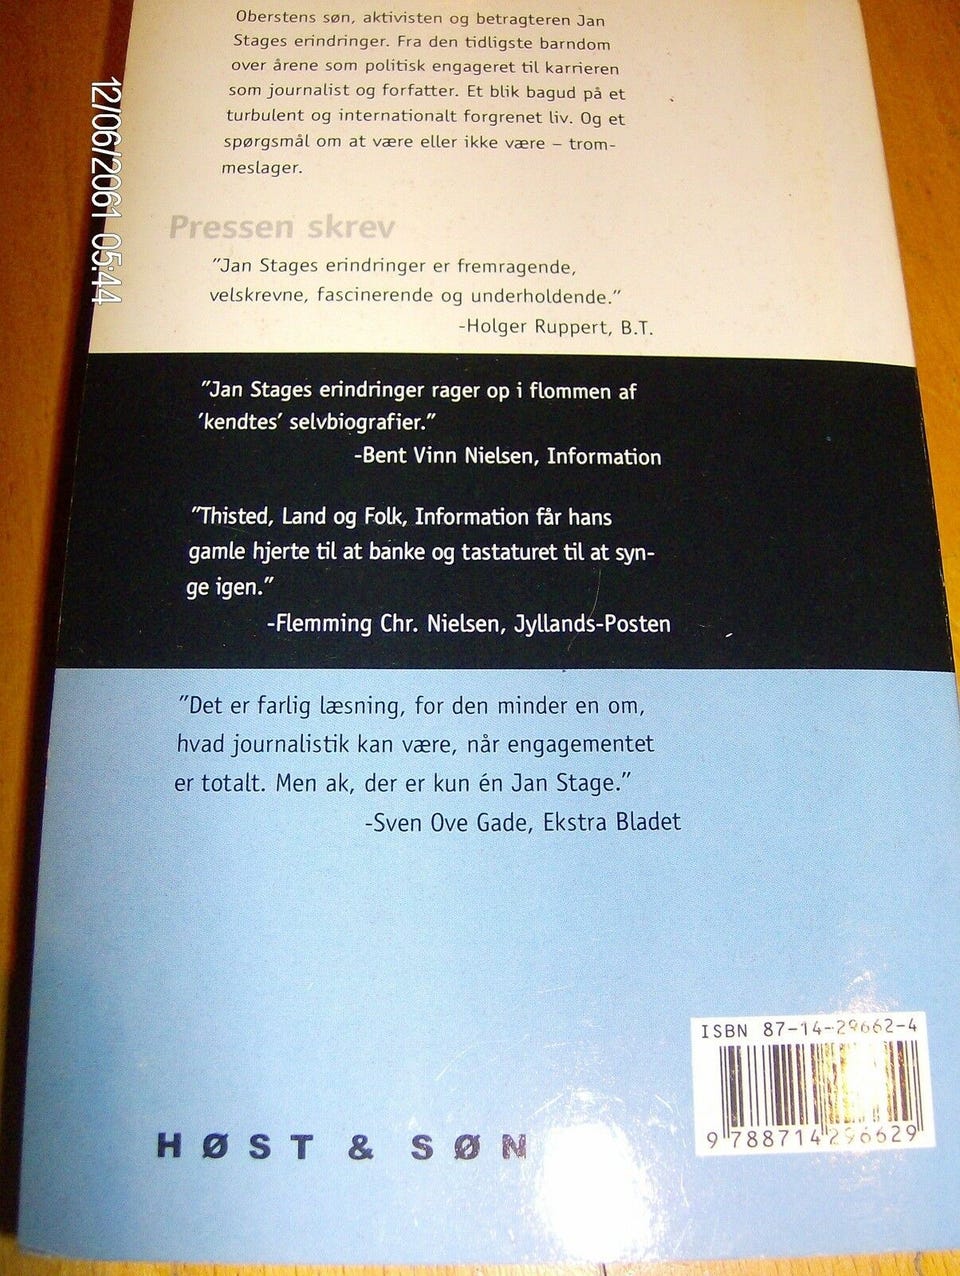 Oberstens søn, aktivisten og betragteren Jan
Stages erindringer. Fra den tidligste barndom
over årene som politisk engageret til karrieren
som journalist og forfatter. Et blik bagud på et
turbulent og internationalt forgrenet liv. Og et
spørgsmål om at være eller ikke være – trom-
meslager.
Pressen skrev
"Jan Stages erindringer er fremragende,
velskrevne, fascinerende og underholdende."
-Holger Ruppert, B.T.
"Jan Stages erindringer rager op i flommen af
'kendtes' selvbiografier."
-Bent Vinn Nielsen, Information
"Thisted, Land og Folk, Information får hans
gamle hjerte til at banke og tastaturet til at syn-
ge igen."
-Flemming Chr. Nielsen, Jyllands-Posten
"Det er farlig læsning, for den minder en om,
hvad journalistik kan være, når engagementet
er totalt. Men ak, der er kun én Jan Stage."
-Sven Ove Gade, Ekstra Bladet
ISBN 87-14-29662-4
9 788714 296629
HØST & SØN
12/06/2061 05:44